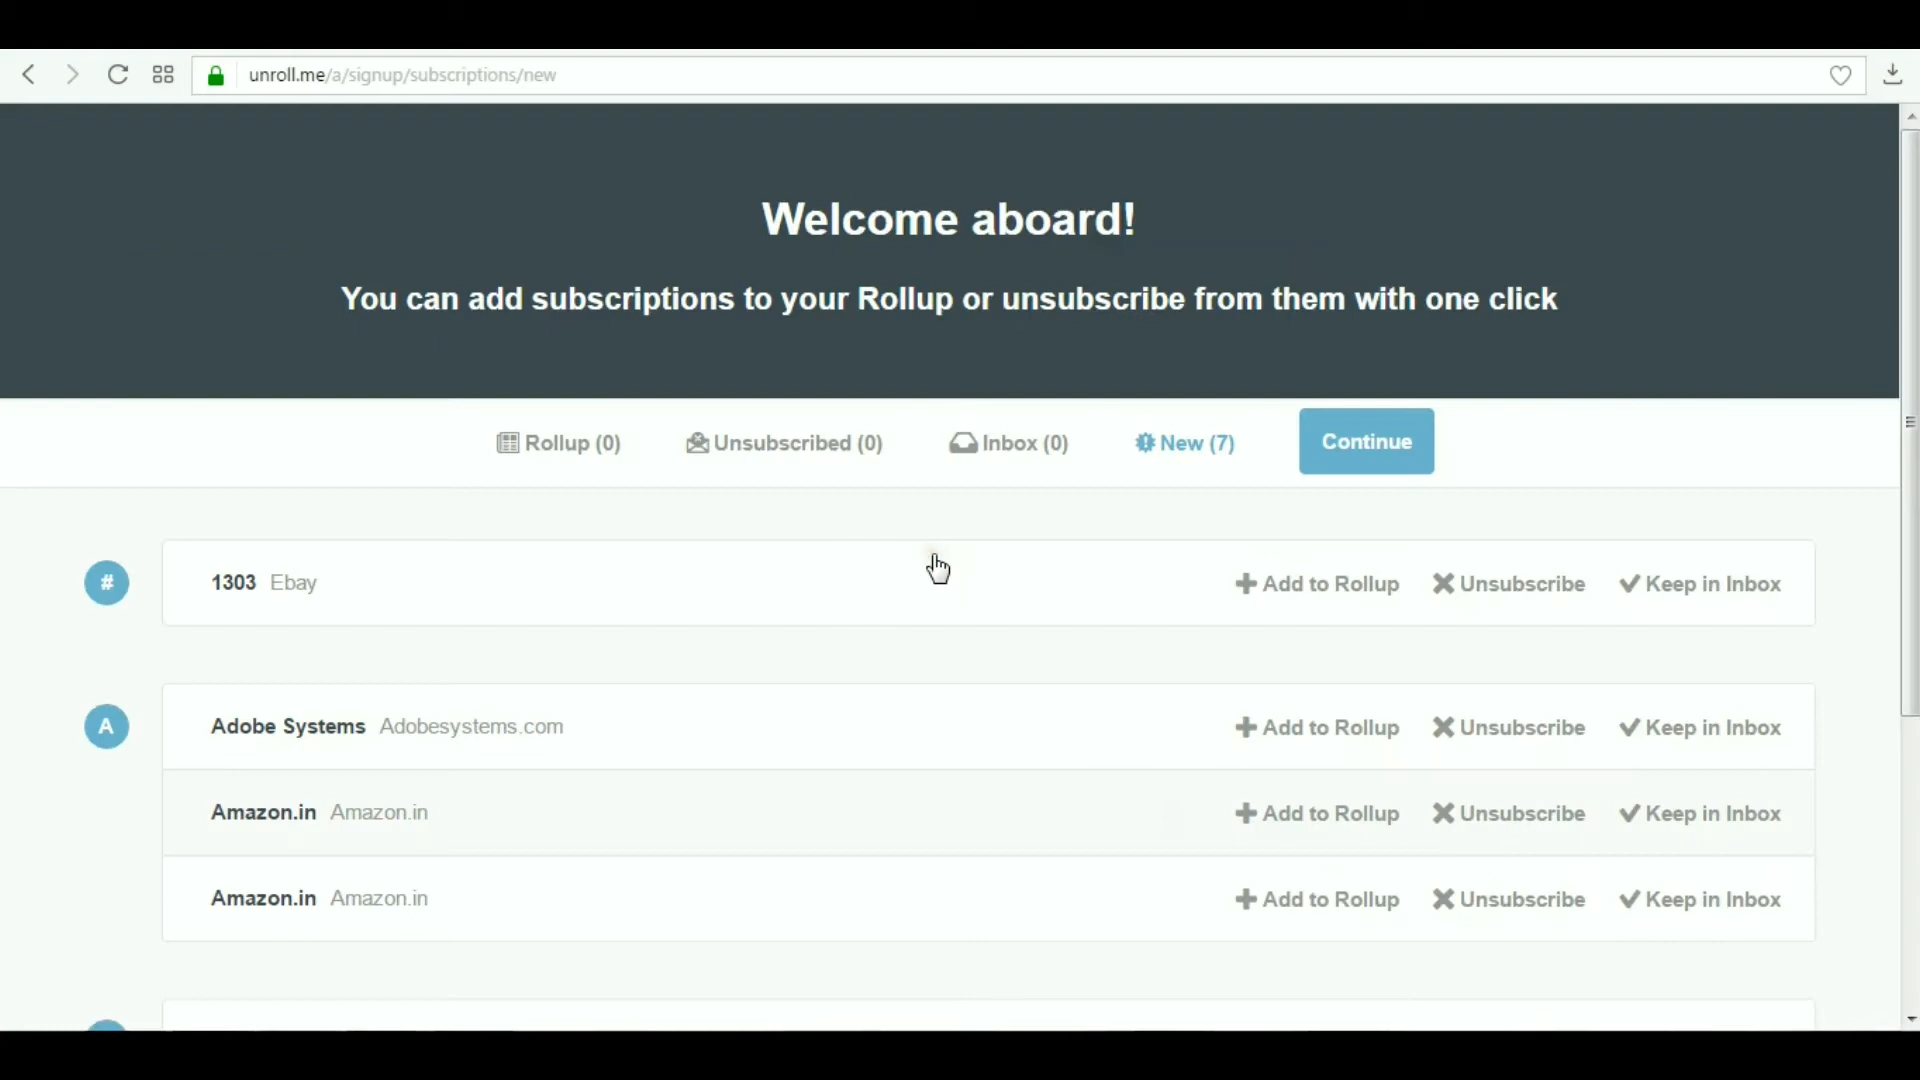 unroll.me/a/signup/subscriptions/new
Welcome aboard!
You can add subscriptions to your Rollup or unsubscribe from them with one click
Rollup (0) Unsubscribed (0) Inbox (0) New (7) Continue
# 1303 Ebay Add to Rollup Unsubscribe Keep in Inbox
A Adobe Systems Adobesystems.com Add to Rollup Unsubscribe Keep in Inbox
Amazon.in Amazon.in Add to Rollup Unsubscribe Keep in Inbox
Amazon.in Amazon.in Add to Rollup Unsubscribe Keep in Inbox